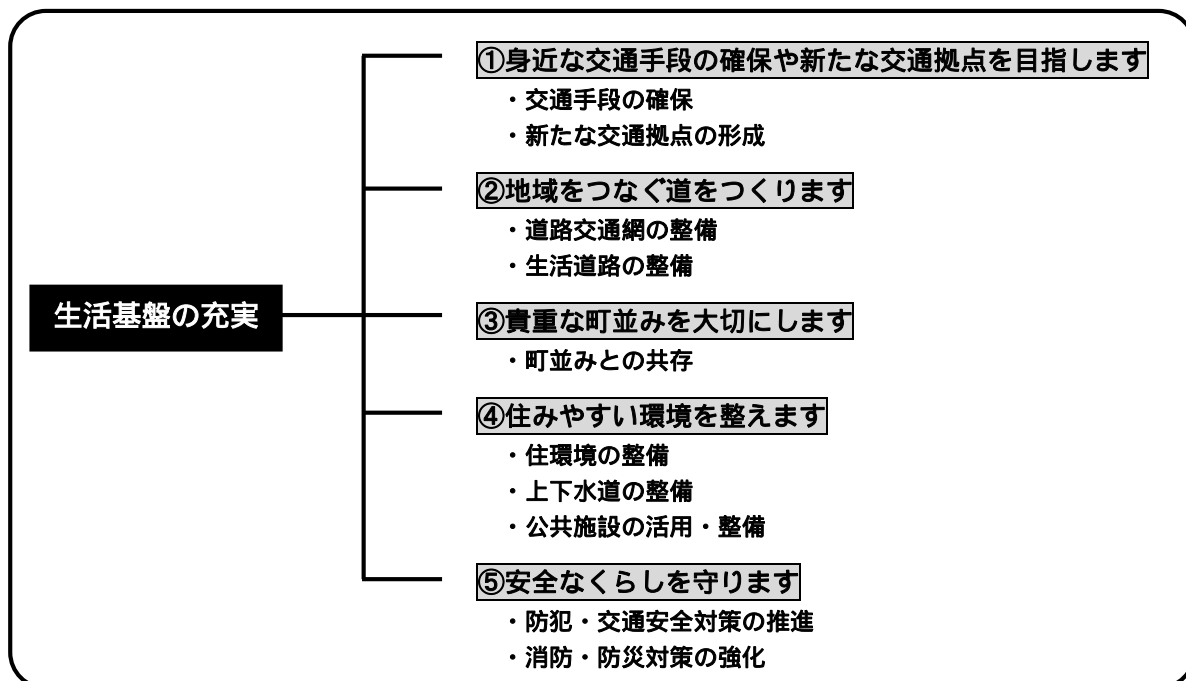 生活基盤の充実
①身近な交通手段の確保や新たな交通拠点を目指します
・交通手段の確保
・新たな交通拠点の形成
②地域をつなぐ道をつくります
・道路交通網の整備
・生活道路の整備
③貴重な町並みを大切にします
・町並みとの共存
④住みやすい環境を整えます
・住環境の整備
・上下水道の整備
・公共施設の活用・整備
⑤安全なくらしを守ります
・防犯・交通安全対策の推進
・消防・防災対策の強化